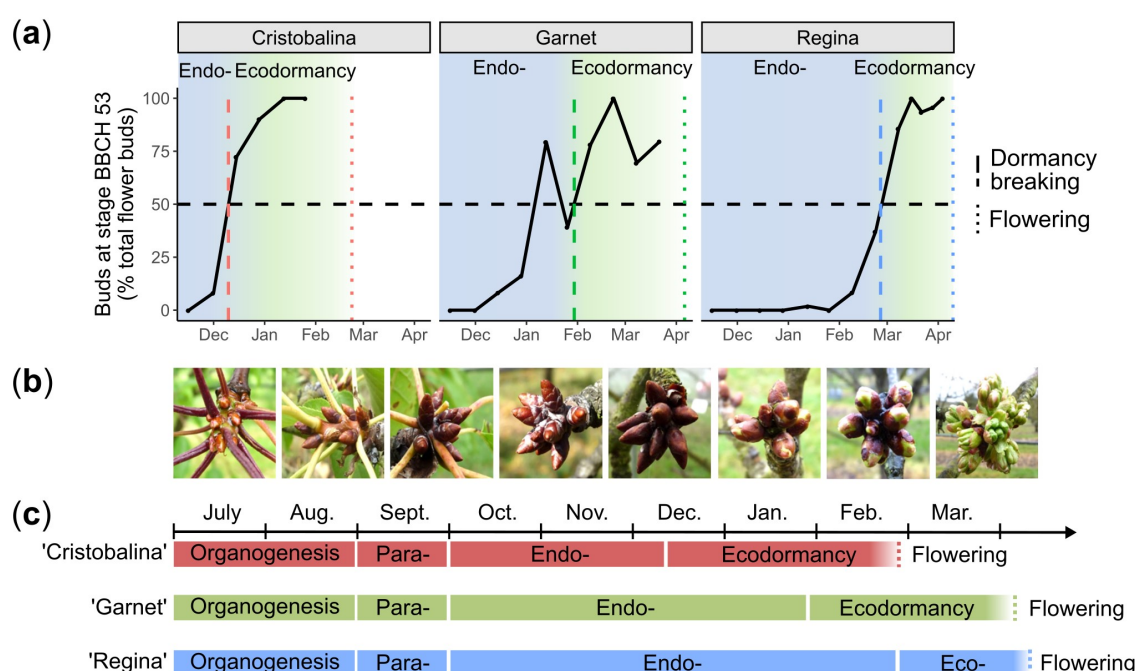 (a)
Cristobalina
Garnet
Regina
Endo- Ecodormancy
Endo- Ecodormancy
Endo- Ecodormancy
Buds at stage BBCH 53
(% total flower buds)
100
75
50
25
0
Dec Jan Feb Mar Apr
Dec Jan Feb Mar Apr
Dec Jan Feb Mar Apr
Dormancy
breaking
Flowering
(b)
(c)
July Aug. Sept. Oct. Nov. Dec. Jan. Feb. Mar.
'Cristobalina' Organogenesis Para- Endo- Ecodormancy Flowering
'Garnet' Organogenesis Para- Endo- Ecodormancy Flowering
'Regina' Organogenesis Para- Endo- Eco- Flowering